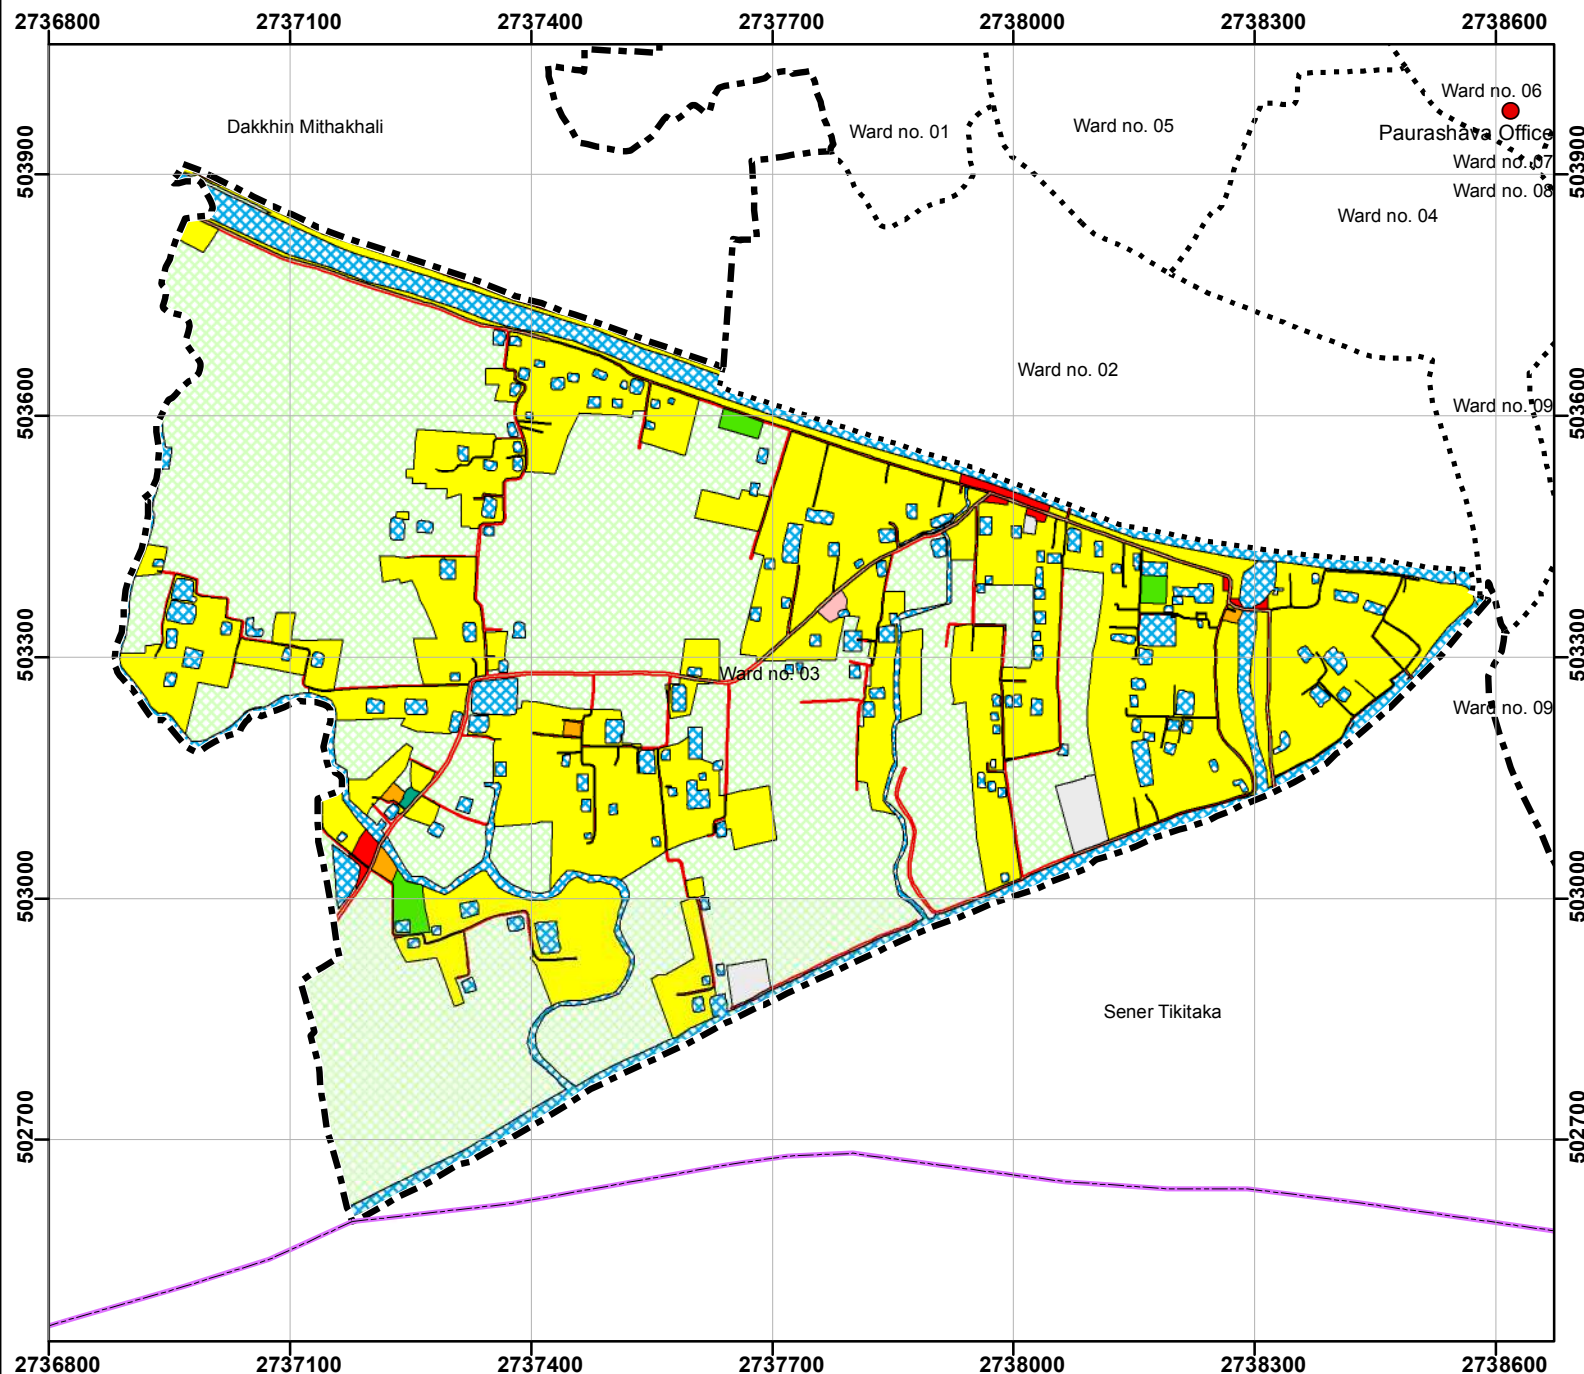 2736800 2737100 2737400 2737700 2738000 2738300 2738600
Ward no. 06
Dakkhin Mithakhali
Ward no. 01
Ward no. 05
Paurashava Office
503900
503900
Ward no. 07
Ward no. 08
Ward no. 04
Ward no. 02
503600
503600
Ward no. 09
503300
503300
Ward no. 03
Ward no. 09
503000
503000
Sener Tikitaka
502700
502700
2736800 2737100 2737400 2737700 2738000 2738300 2738600